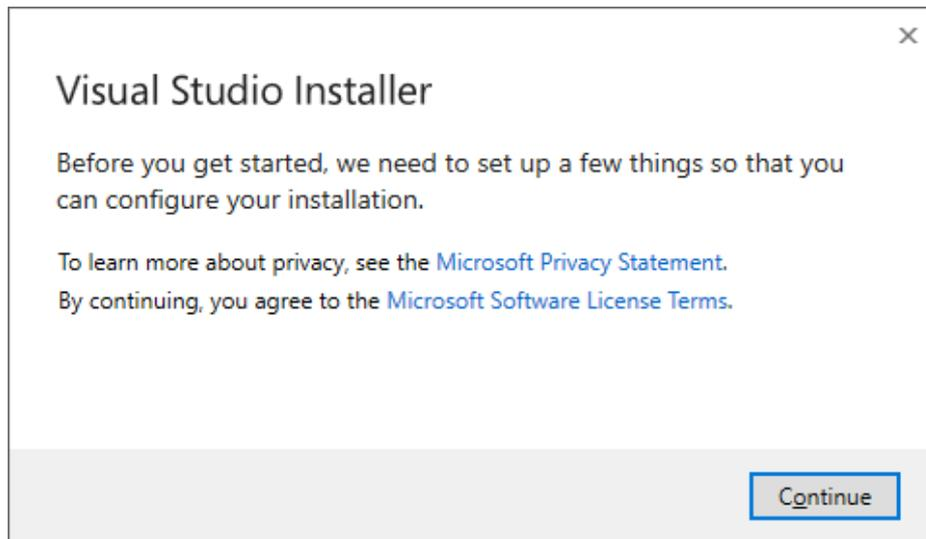 Visual Studio Installer
Before you get started, we need to set up a few things so that you
can configure your installation.
To learn more about privacy, see the Microsoft Privacy Statement.
By continuing, you agree to the Microsoft Software License Terms.
Continue